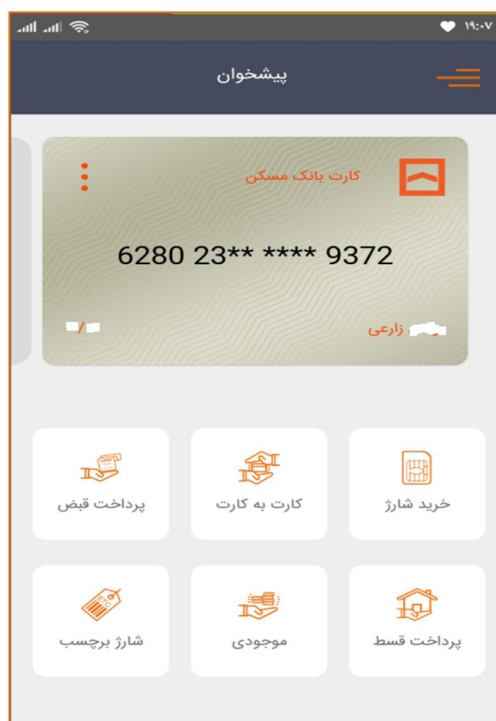 ۱۹:۰۷
پیشخوان
کارت بانک مسکن
6280 23** **** 9372
زارعی
/
خرید شارژ
کارت به کارت
پرداخت قبض
پرداخت قسط
موجودی
شارژ برچسب
ETC